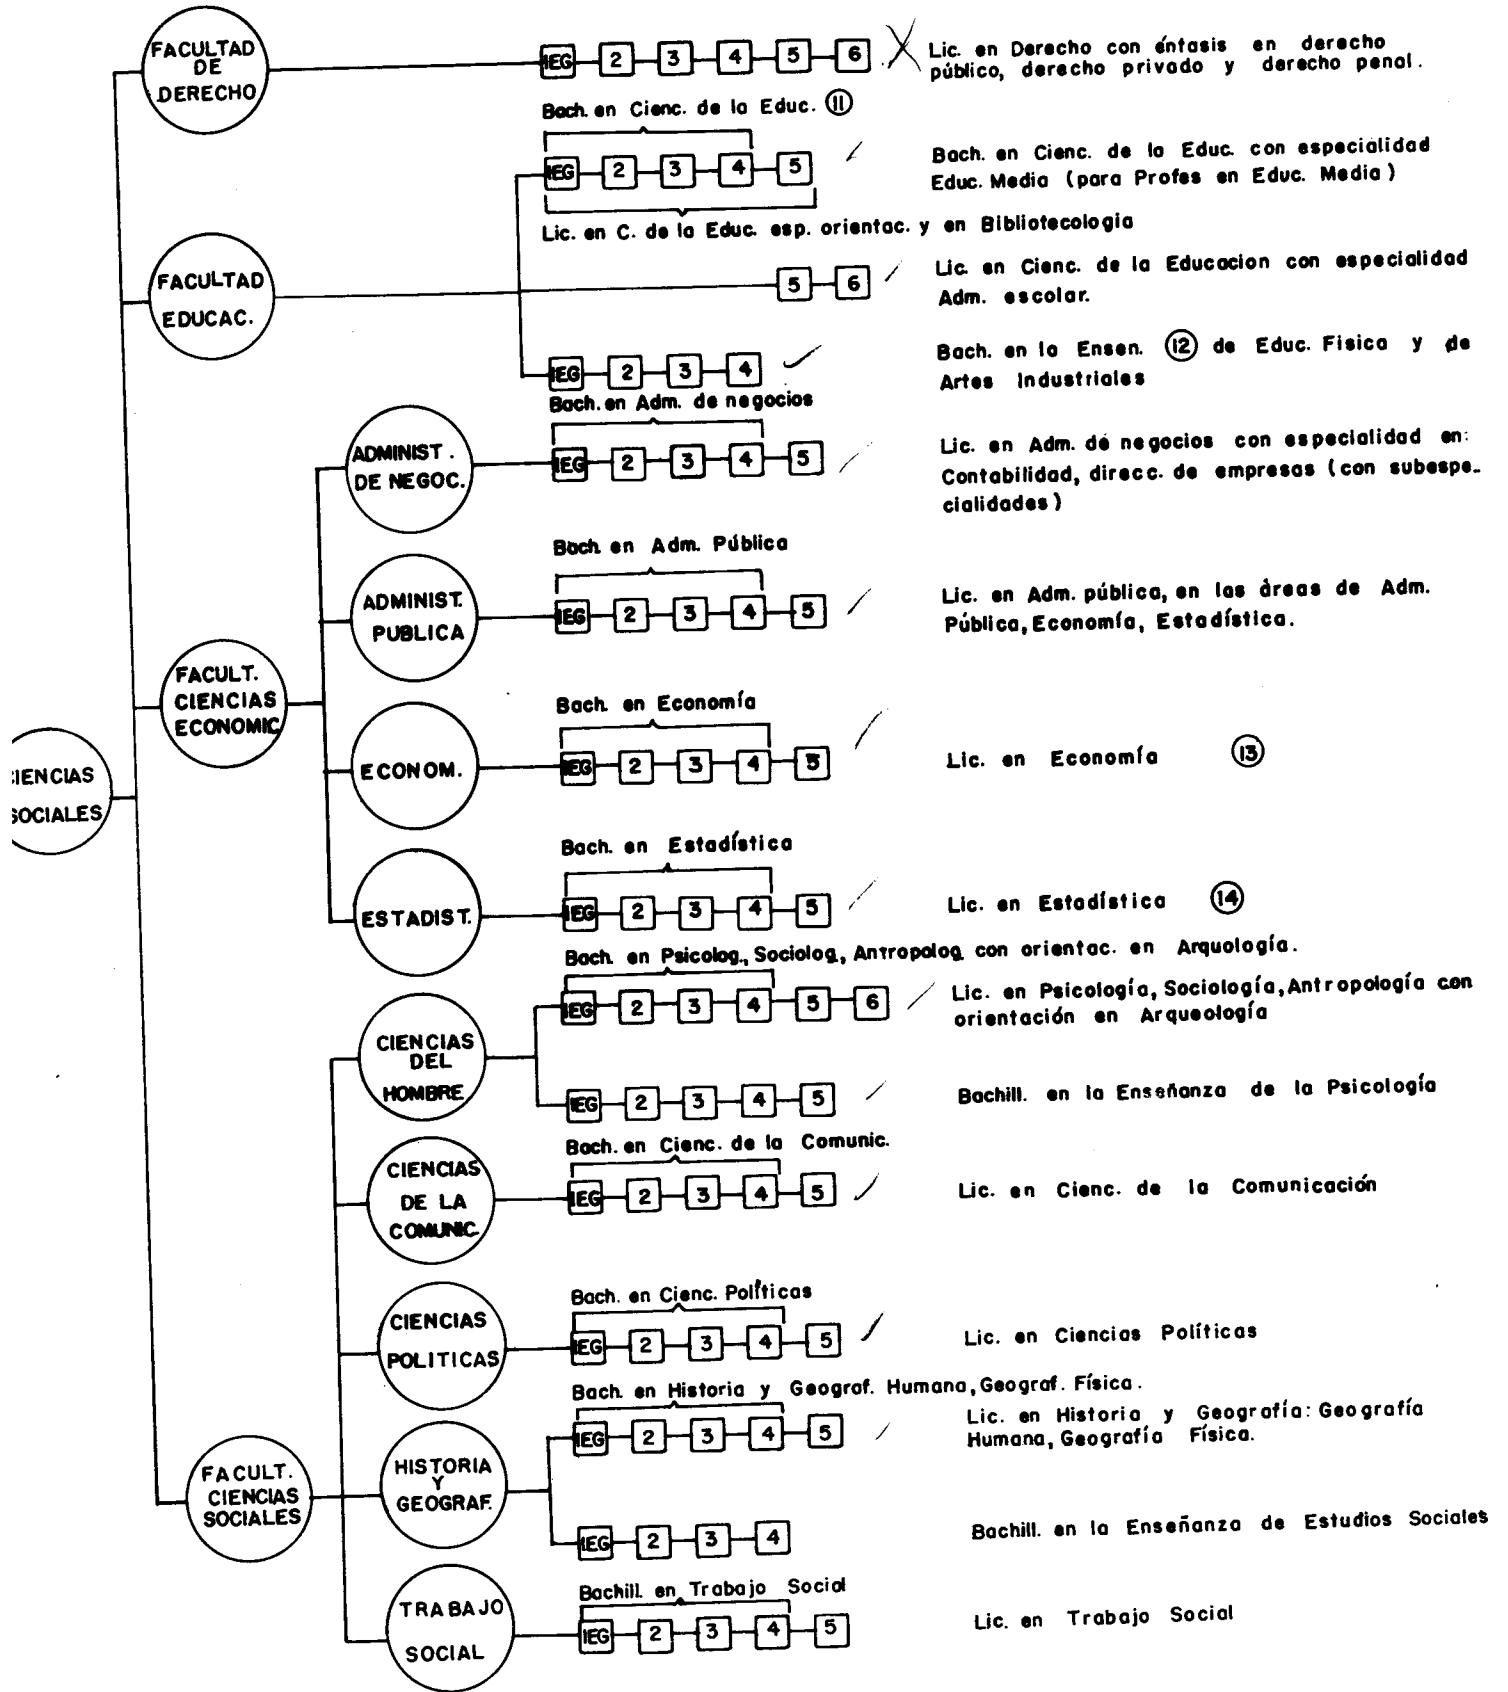 FACULTAD
DE
DERECHO
IEG 2 3 4 5 6
Lic. en Derecho con éntasis en derecho
público, derecho privado y derecho penal.
Bach. en Cienc. de la Educ. 11
IEG 2 3 4 5
Bach. en Cienc. de la Educ. con especialidad
Educ. Media (para Profes en Educ. Media)
Lic. en C. de la Educ. esp. orientac. y en Bibliotecologia
FACULTAD
EDUCAC.
5 6
Lic. en Cienc. de la Educacion con especialidad
Adm. escolar.
IEG 2 3 4
Bach. en la Ensen. 12 de Educ. Fisica y de
Artes Industriales
Bach. en Adm. de negocios
ADMINIST.
DE NEGOC.
IEG 2 3 4 5
Lic. en Adm. de negocios con especialidad en:
Contabilidad, direcc. de empresas (con subespe-
cialidades)
Bach. en Adm. Pública
ADMINIST.
PUBLICA
IEG 2 3 4 5
Lic. en Adm. pública, en las áreas de Adm.
Pública, Economía, Estadística.
FACULT.
CIENCIAS
ECONOMIC
Bach. en Economía
ECONOM.
IEG 2 3 4 5
Lic. en Economía 13
CIENCIAS
SOCIALES
Bach. en Estadística
ESTADIST.
IEG 2 3 4 5
Lic. en Estadística 14
Bach. en Psicolog., Sociolog., Antropolog. con orientac. en Arquología.
IEG 2 3 4 5 6
Lic. en Psicología, Sociología, Antropología con
orientación en Arqueología
CIENCIAS
DEL
HOMBRE
IEG 2 3 4 5
Bachill. en la Enseñanza de la Psicología
Bach. en Cienc. de la Comunic.
CIENCIAS
DE LA
COMUNIC.
IEG 2 3 4 5
Lic. en Cienc. de la Comunicación
Bach. en Cienc. Políticas
CIENCIAS
POLITICAS
IEG 2 3 4 5
Lic. en Ciencias Políticas
Bach. en Historia y Geograf. Humana, Geograf. Física.
IEG 2 3 4 5
Lic. en Historia y Geografía: Geografía
Humana, Geografía Física.
FACULT.
CIENCIAS
SOCIALES
HISTORIA
Y
GEOGRAF.
IEG 2 3 4
Bachill. en la Enseñanza de Estudios Sociales
Bachill. en Trabajo Social
TRABAJO
SOCIAL
IEG 2 3 4 5
Lic. en Trabajo Social